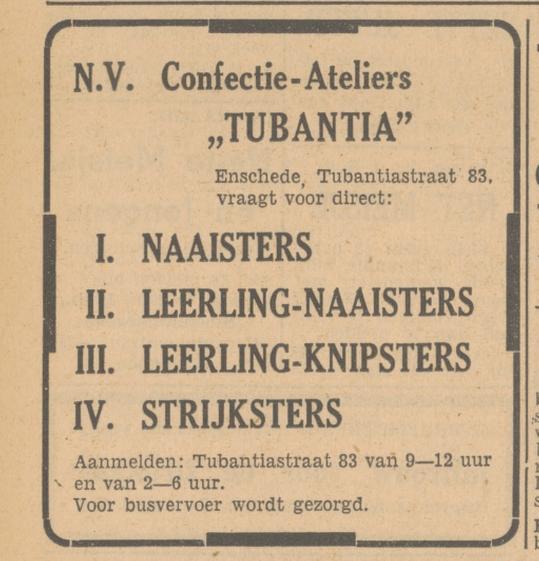 N.V. Confectie-Ateliers
„TUBANTIA”
Enschede, Tubantiastraat 83,
vraagt voor direct:
I. NAAISTERS
II. LEERLING-NAAISTERS
III. LEERLING-KNIPSTERS
IV. STRIJKSTERS
Aanmelden: Tubantiastraat 83 van 9—12 uur
en van 2—6 uur.
Voor busvervoer wordt gezorgd.